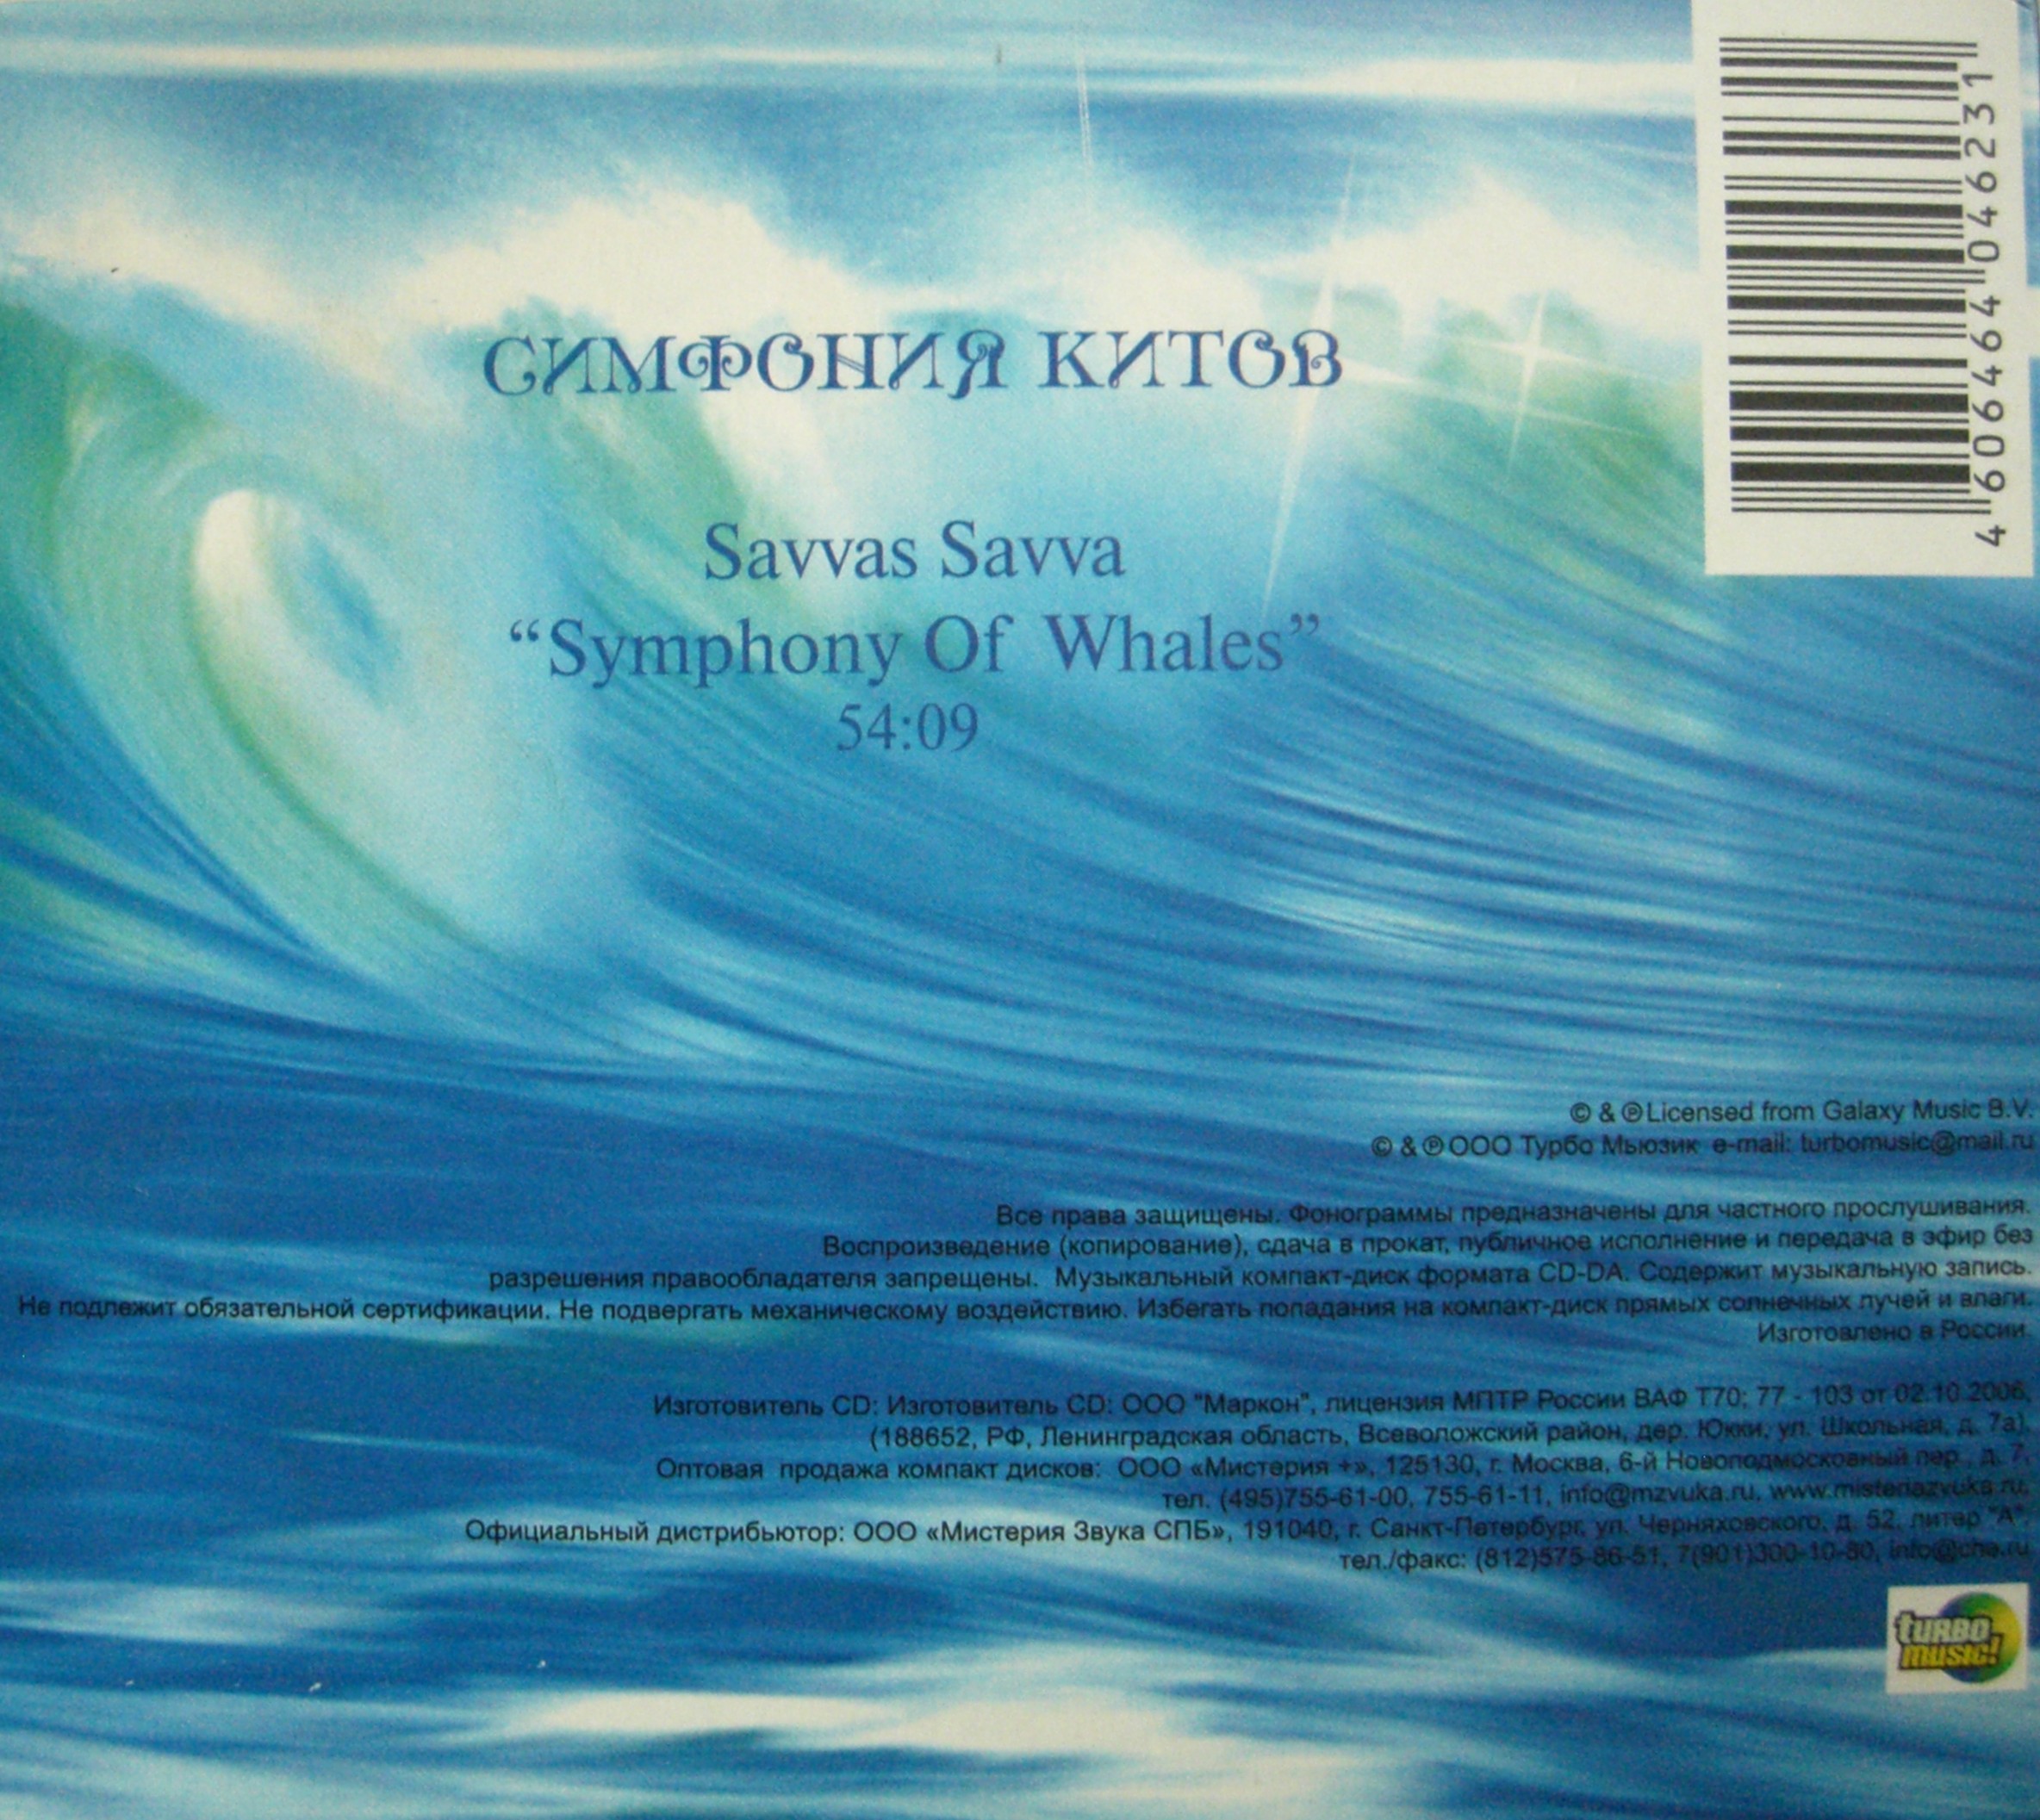 СИМФОНИЯ КИТОВ
Savvas Savva
“Symphony Of Whales”
54:09
4 606464 046231
© & ℗ Licensed from Galaxy Music B.V.
© & ℗ ООО Турбо Мьюзик e-mail: turbomusic@mail.ru
Все права защищены. Фонограммы предназначены для частного прослушивания.
Воспроизведение (копирование), сдача в прокат, публичное исполнение и передача в эфир без
разрешения правообладателя запрещены. Музыкальный компакт-диск формата CD-DA. Содержит музыкальную запись.
Не подлежит обязательной сертификации. Не подвергать механическому воздействию. Избегать попадания на компакт-диск прямых солнечных лучей и влаги.
Изготовлено в России.
Изготовитель CD: Изготовитель CD: ООО "Маркон", лицензия МПТР России ВАФ Т70; 77 - 103 от 02.10.2006,
(188652, РФ, Ленинградская область, Всеволожский район, дер. Юкки, ул. Школьная, д. 7а).
Оптовая продажа компакт дисков: ООО «Мистерия +», 125130, г. Москва, 6-й Новоподмосковный пер., д. 7,
тел. (495)755-61-00, 755-61-11, info@mzvuka.ru, www.misteriazvuka.ru,
Официальный дистрибьютор: ООО «Мистерия Звука СПБ», 191040, г. Санкт-Петербург, ул. Черняховского, д. 52, литер "А",
тел./факс: (812)575-86-51, 7(901)300-10-80,
turbo music!